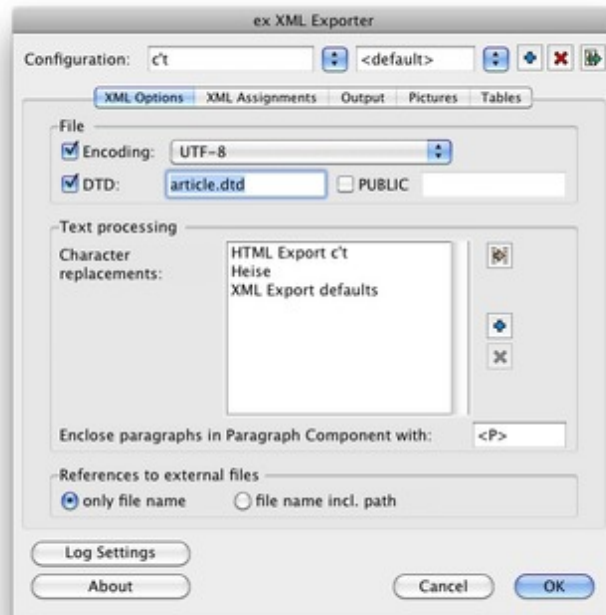 ex XML Exporter
Configuration: c't <default>
XML Options XML Assignments Output Pictures Tables
File
Encoding: UTF-8
DTD: article.dtd PUBLIC
Text processing
Character
replacements:
HTML Export c't
Heise
XML Export defaults
Enclose paragraphs in Paragraph Component with: <P>
References to external files
only file name file name incl. path
Log Settings
About Cancel OK